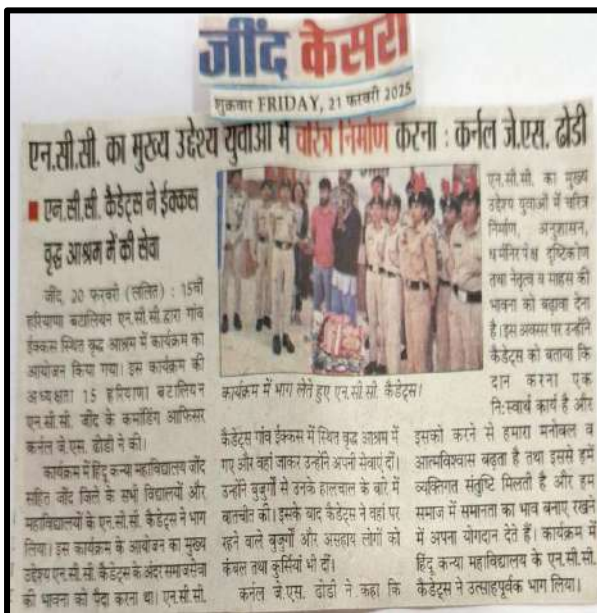 जींद केसरी
शुक्रवार FRIDAY, 21 फरवरी 2025
एन.सी.सी. का मुख्य उद्देश्य युवाओं में चरित्र निर्माण करना : कर्नल जे.एस. ढोडी
एन.सी.सी. कैडेट्स ने ईक्कस
वृद्ध आश्रम में की सेवा
जींद, 20 फरवरी (ललित) : 15वीं
हरियाणा बटालियन एन.सी.सी. द्वारा गांव
ईक्कस स्थित वृद्ध आश्रम में कार्यक्रम का
आयोजन किया गया। इस कार्यक्रम की
अध्यक्षता 15 हरियाणा बटालियन
एन.सी.सी. जींद के कमांडिंग आफिसर
कर्नल जे.एस. ढोडी ने की।
कार्यक्रम में हिंदू कन्या महाविद्यालय जींद
सहित जींद जिले के सभी विद्यालयों और
महाविद्यालयों के एन.सी.सी. कैडेट्स ने भाग
लिया। इस कार्यक्रम के आयोजन का मुख्य
उद्देश्य एन.सी.सी. कैडेट्स के अंदर समाजसेवा
की भावना को पैदा करना था। एन.सी.सी.
कार्यक्रम में भाग लेते हुए एन.सी.सी. कैडेट्स।
कैडेट्स गांव ईक्कस में स्थित वृद्ध आश्रम में
गए और वहां जाकर उन्होंने अपनी सेवाएं दी।
उन्होंने बुजुर्गों से उनके हालचाल के बारे में
बातचीत की। इसके बाद कैडेट्स ने वहां पर
रहने वाले बुजुर्गों और असहाय लोगों को
कंबल तथा कुर्सियां भी दीं।
कर्नल जे.एस. ढोडी ने कहा कि
एन.सी.सी. का मुख्य
उद्देश्य युवाओं में चरित्र
निर्माण, अनुशासन,
धर्मनिरपेक्ष दृष्टिकोण
तथा नेतृत्व व साहस की
भावना को बढ़ावा देना
है। इस अवसर पर उन्होंने
कैडेट्स को बताया कि
दान करना एक
नि:स्वार्थ कार्य है और
इसको करने से हमारा मनोबल व
आत्मविश्वास बढ़ता है तथा इससे हमें
व्यक्तिगत संतुष्टि मिलती है और हम
समाज में समानता का भाव बनाए रखने
में अपना योगदान देते हैं। कार्यक्रम में
हिंदू कन्या महाविद्यालय के एन.सी.सी.
कैडेट्स ने उत्साहपूर्वक भाग लिया।